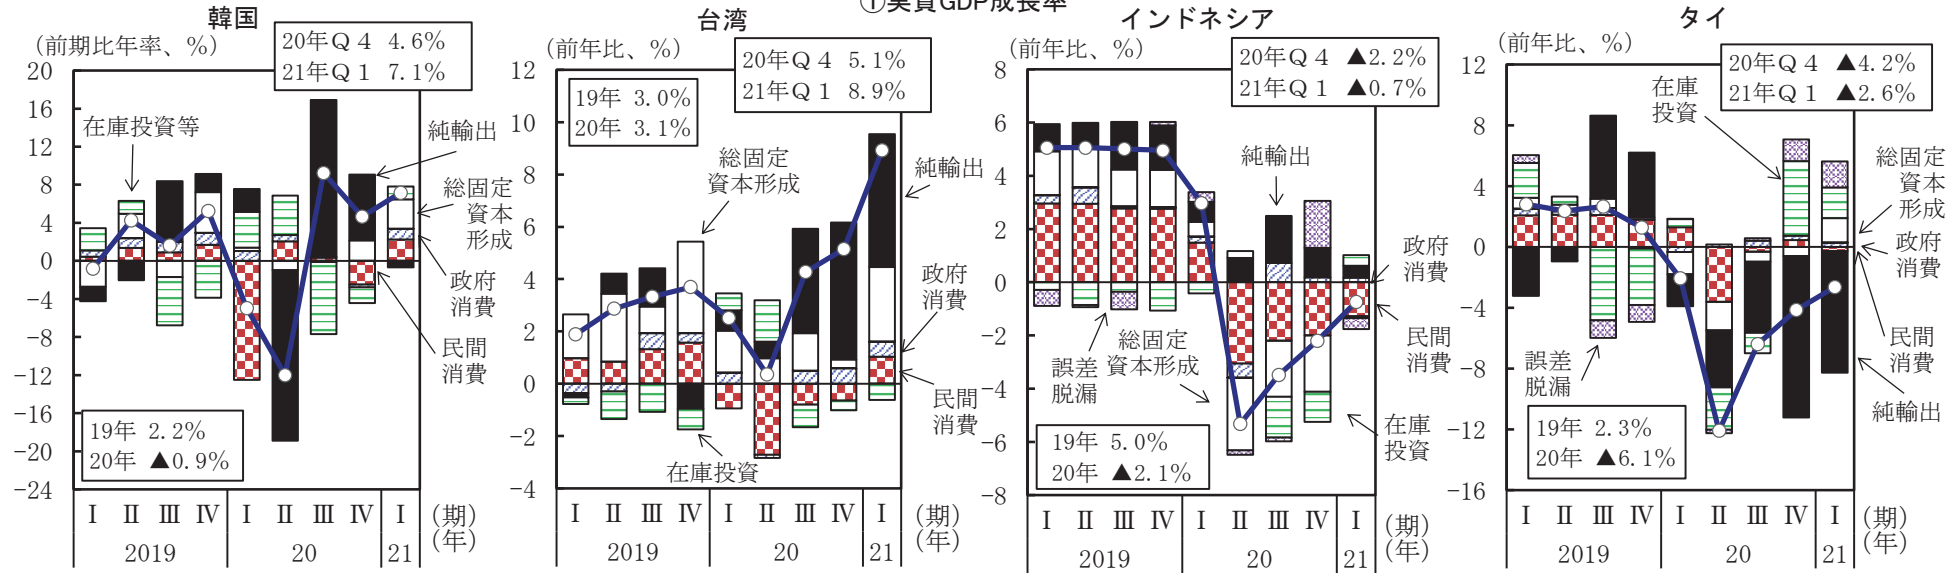 ①実質GDP成長率
韓国
（前期比年率、%）
20年Ｑ４ 4.6%
21年Ｑ１ 7.1%
20
16
12
8
4
0
−4
−8
−12
−16
−20
−24
在庫投資等
純輸出
総固定
資本
形成
政府
消費
民間
消費
19年 2.2%
20年 ▲0.9%
Ⅰ Ⅱ Ⅲ Ⅳ Ⅰ Ⅱ Ⅲ Ⅳ Ⅰ （期）
2019 20 21 （年）
台湾
（前年比、%）
20年Ｑ４ 5.1%
21年Ｑ１ 8.9%
19年 3.0%
20年 3.1%
12
10
8
6
4
2
0
−2
−4
総固定
資本形成
純輸出
政府
消費
民間
消費
在庫投資
Ⅰ Ⅱ Ⅲ Ⅳ Ⅰ Ⅱ Ⅲ Ⅳ Ⅰ （期）
2019 20 21 （年）
インドネシア
（前年比、%）
20年Ｑ４ ▲2.2%
21年Ｑ１ ▲0.7%
8
6
4
2
0
−2
−4
−6
−8
純輸出
政府
消費
民間
消費
誤差
脱漏
総固定
資本形成
在庫
投資
19年 5.0%
20年 ▲2.1%
Ⅰ Ⅱ Ⅲ Ⅳ Ⅰ Ⅱ Ⅲ Ⅳ Ⅰ （期）
2019 20 21 （年）
タイ
（前年比、%）
20年Ｑ４ ▲4.2%
21年Ｑ１ ▲2.6%
12
8
4
0
−4
−8
−12
−16
在庫
投資
総固定
資本
形成
政府
消費
民間
消費
純輸出
誤差
脱漏
19年 2.3%
20年 ▲6.1%
Ⅰ Ⅱ Ⅲ Ⅳ Ⅰ Ⅱ Ⅲ Ⅳ Ⅰ （期）
2019 20 21 （年）